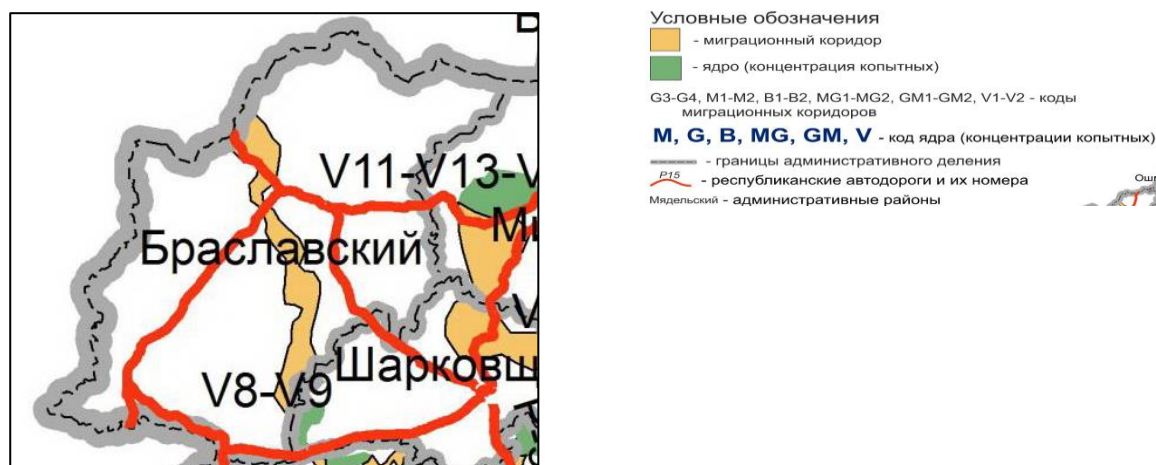 V11-V13-V
Браславский
V8-V9
Условные обозначения
- миграционный коридор
- ядро (концентрация копытных)
G3-G4, M1-M2, B1-B2, MG1-MG2, GM1-GM2, V1-V2 - коды
миграционных коридоров
M, G, B, MG, GM, V - код ядра (концентрации копытных)
- границы административного деления
P15 - республиканские автодороги и их номера
Мядельский - административные районы